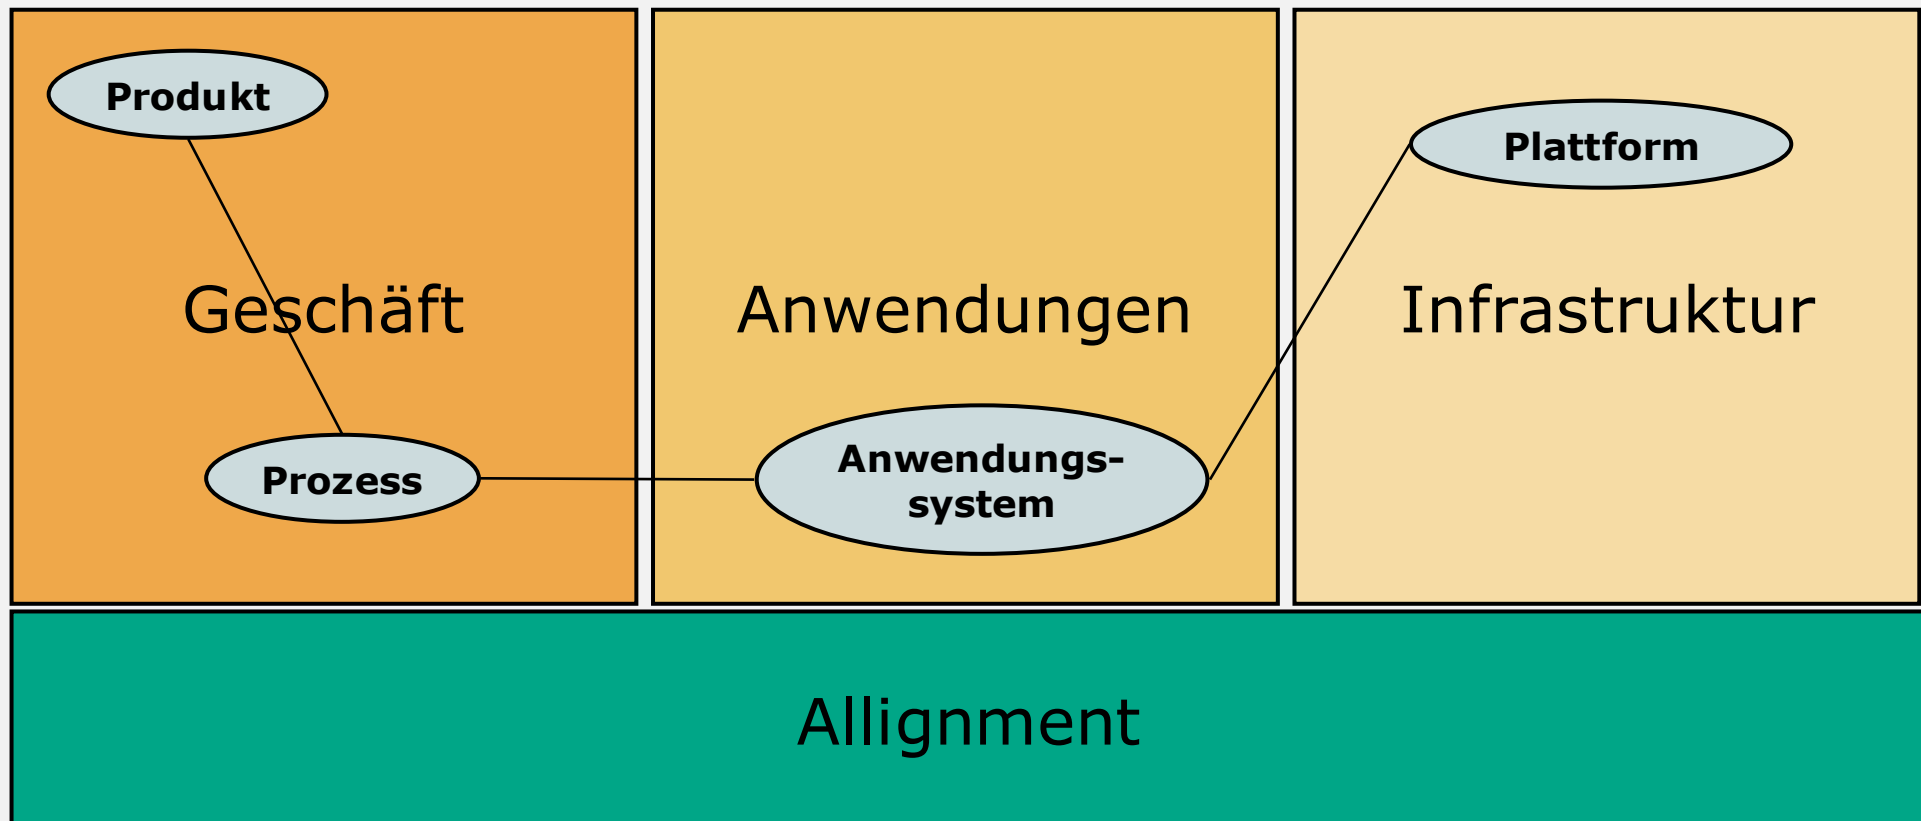 Produkt
Plattform
Geschäft
Anwendungen
Infrastruktur
Prozess
Anwendungs-
system
Allignment